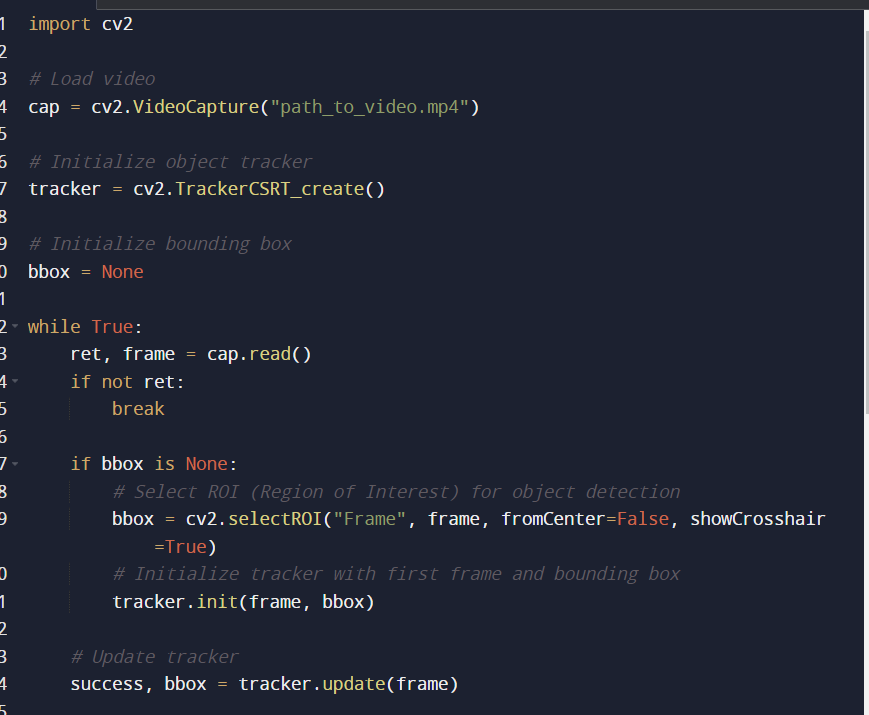 1 import cv2
2
3 # Load video
4 cap = cv2.VideoCapture("path_to_video.mp4")
5
6 # Initialize object tracker
7 tracker = cv2.TrackerCSRT_create()
8
9 # Initialize bounding box
0 bbox = None
1
2 while True:
3     ret, frame = cap.read()
4     if not ret:
5         break
6
7     if bbox is None:
8         # Select ROI (Region of Interest) for object detection
9         bbox = cv2.selectROI("Frame", frame, fromCenter=False, showCrosshair
            =True)
0         # Initialize tracker with first frame and bounding box
1         tracker.init(frame, bbox)
2
3     # Update tracker
4     success, bbox = tracker.update(frame)
5